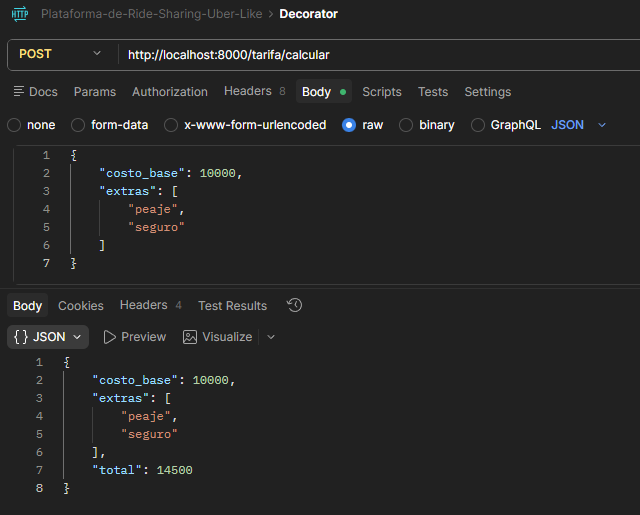 HTTP Plataforma-de-Ride-Sharing-Uber-Like > Decorator
POST http://localhost:8000/tarifa/calcular
Docs Params Authorization Headers 8 Body Scripts Tests Settings
none form-data x-www-form-urlencoded raw binary GraphQL JSON
1 {
2 "costo_base": 10000,
3 "extras": [
4 "peaje",
5 "seguro"
6 ]
7 }
Body Cookies Headers 4 Test Results
{} JSON Preview Visualize
1 {
2 "costo_base": 10000,
3 "extras": [
4 "peaje",
5 "seguro"
6 ],
7 "total": 14500
8 }